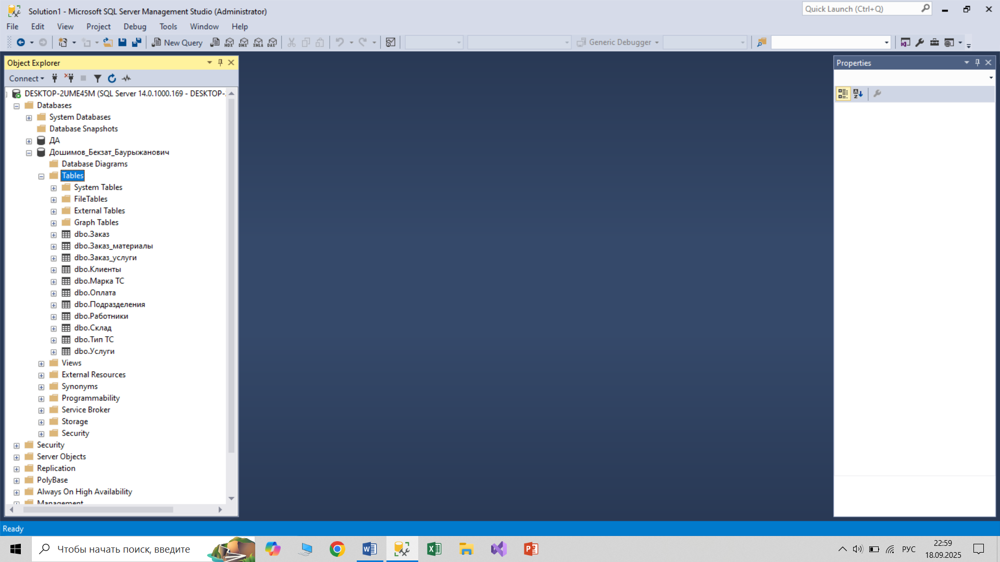 Solution1 - Microsoft SQL Server Management Studio (Administrator)
Quick Launch (Ctrl+Q)
File Edit View Project Debug Tools Window Help
New Query MDX DMX XMLA DAX Generic Debugger
Object Explorer
Properties
Connect
DESKTOP-2UME45M (SQL Server 14.0.1000.169 - DESKTOP-
Databases
System Databases
Database Snapshots
ДА
Дошимов_Бекзат_Баурыжанович
Database Diagrams
Tables
System Tables
FileTables
External Tables
Graph Tables
dbo.Заказ
dbo.Заказ_материалы
dbo.Заказ_услуги
dbo.Клиенты
dbo.Марка ТС
dbo.Оплата
dbo.Подразделения
dbo.Работники
dbo.Склад
dbo.Тип ТС
dbo.Услуги
Views
External Resources
Synonyms
Programmability
Service Broker
Storage
Security
Security
Server Objects
Replication
PolyBase
Always On High Availability
Management
Ready
Чтобы начать поиск, введите
РУС
22:59
18.09.2025